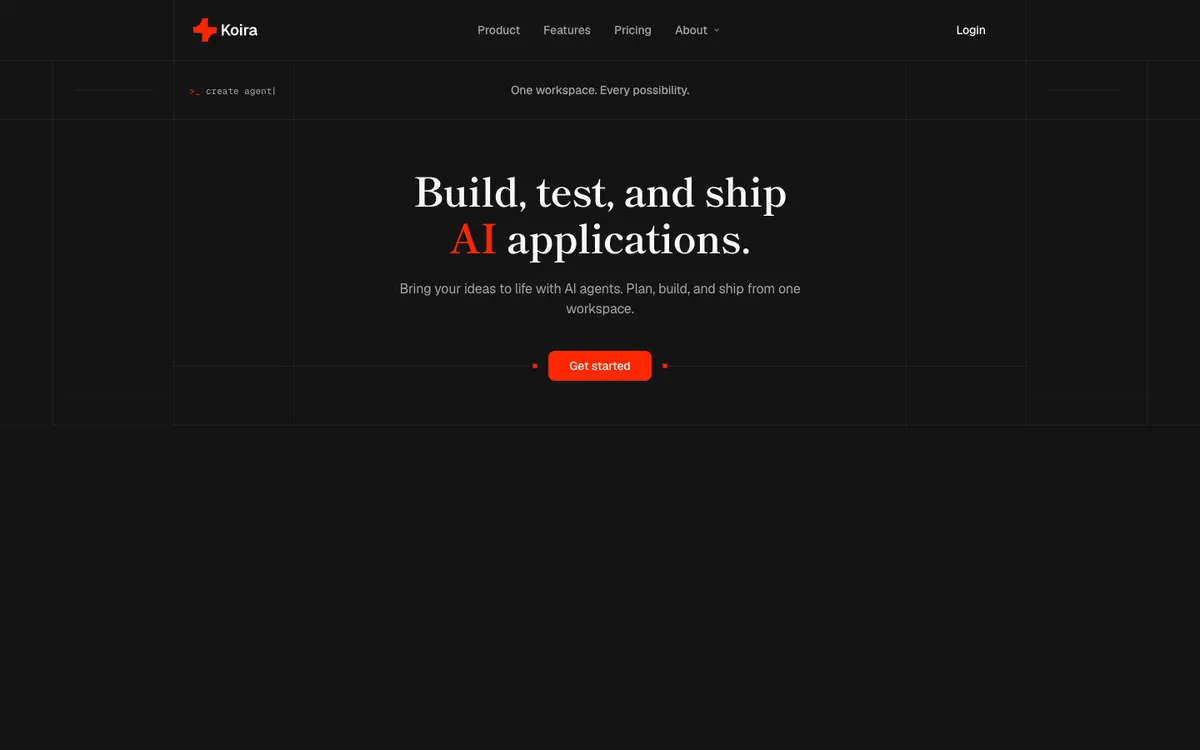 Koira
Product
Features
Pricing
About
Login
>_ create agent|
One workspace. Every possibility.
Build, test, and ship
AI applications.
Bring your ideas to life with AI agents. Plan, build, and ship from one
workspace.
Get started